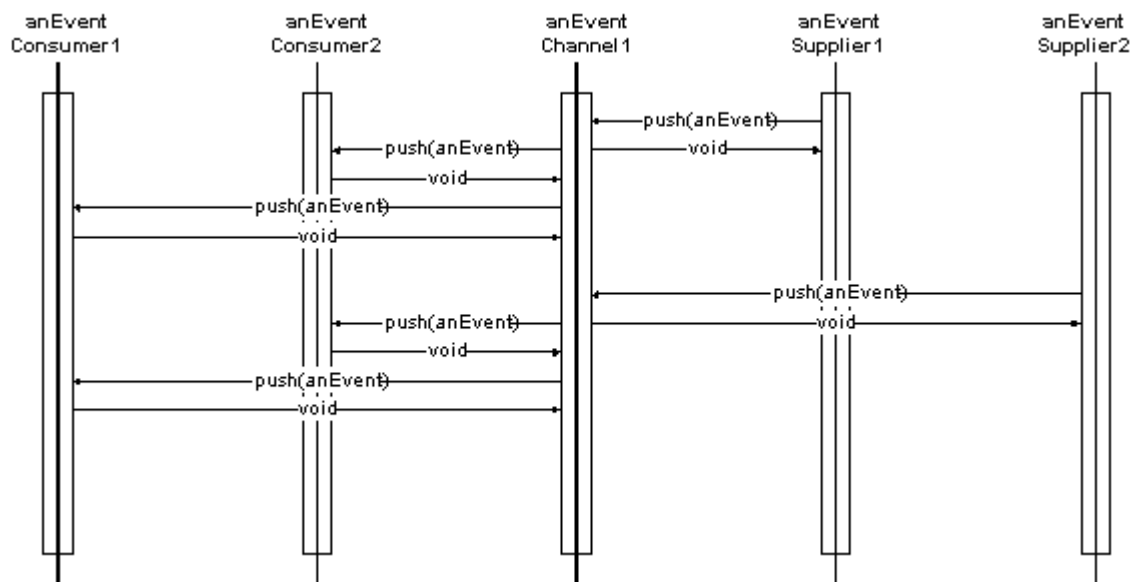 anEvent
Consumer1
anEvent
Consumer2
anEvent
Channel1
anEvent
Supplier1
anEvent
Supplier2
push(anEvent)
push(anEvent)
void
void
push(anEvent)
void
push(anEvent)
push(anEvent)
void
void
push(anEvent)
void